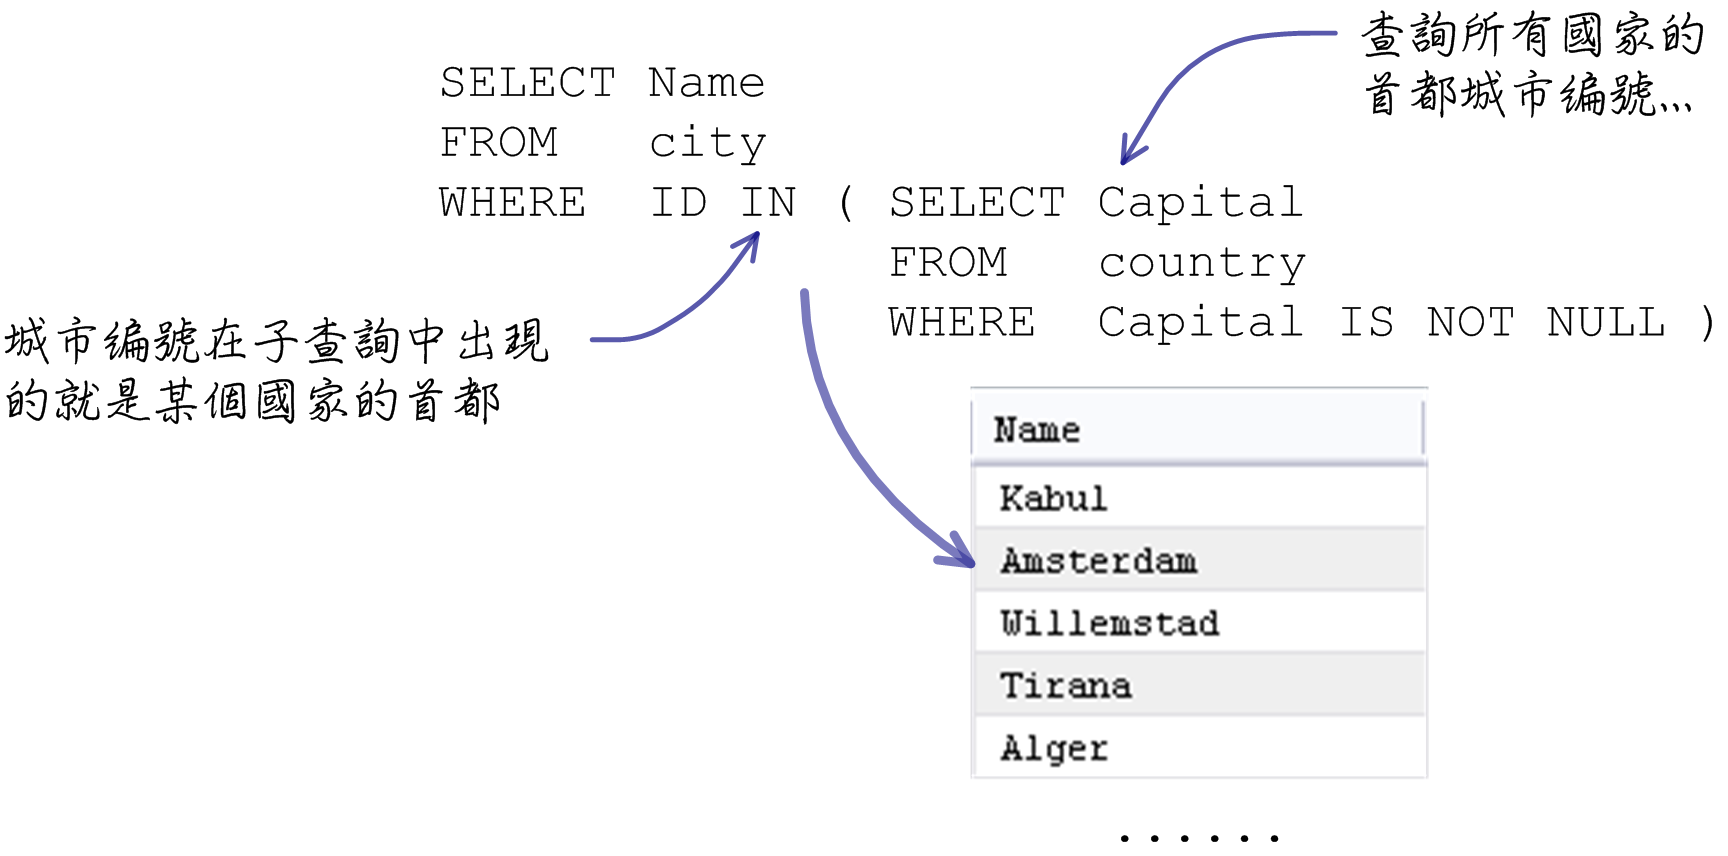 查詢所有國家的
首都城市編號...
SELECT Name
FROM city
WHERE ID IN ( SELECT Capital
FROM country
WHERE Capital IS NOT NULL )
城市編號在子查詢中出現
的就是某個國家的首都
Name
Kabul
Amsterdam
Willemstad
Tirana
Alger
......